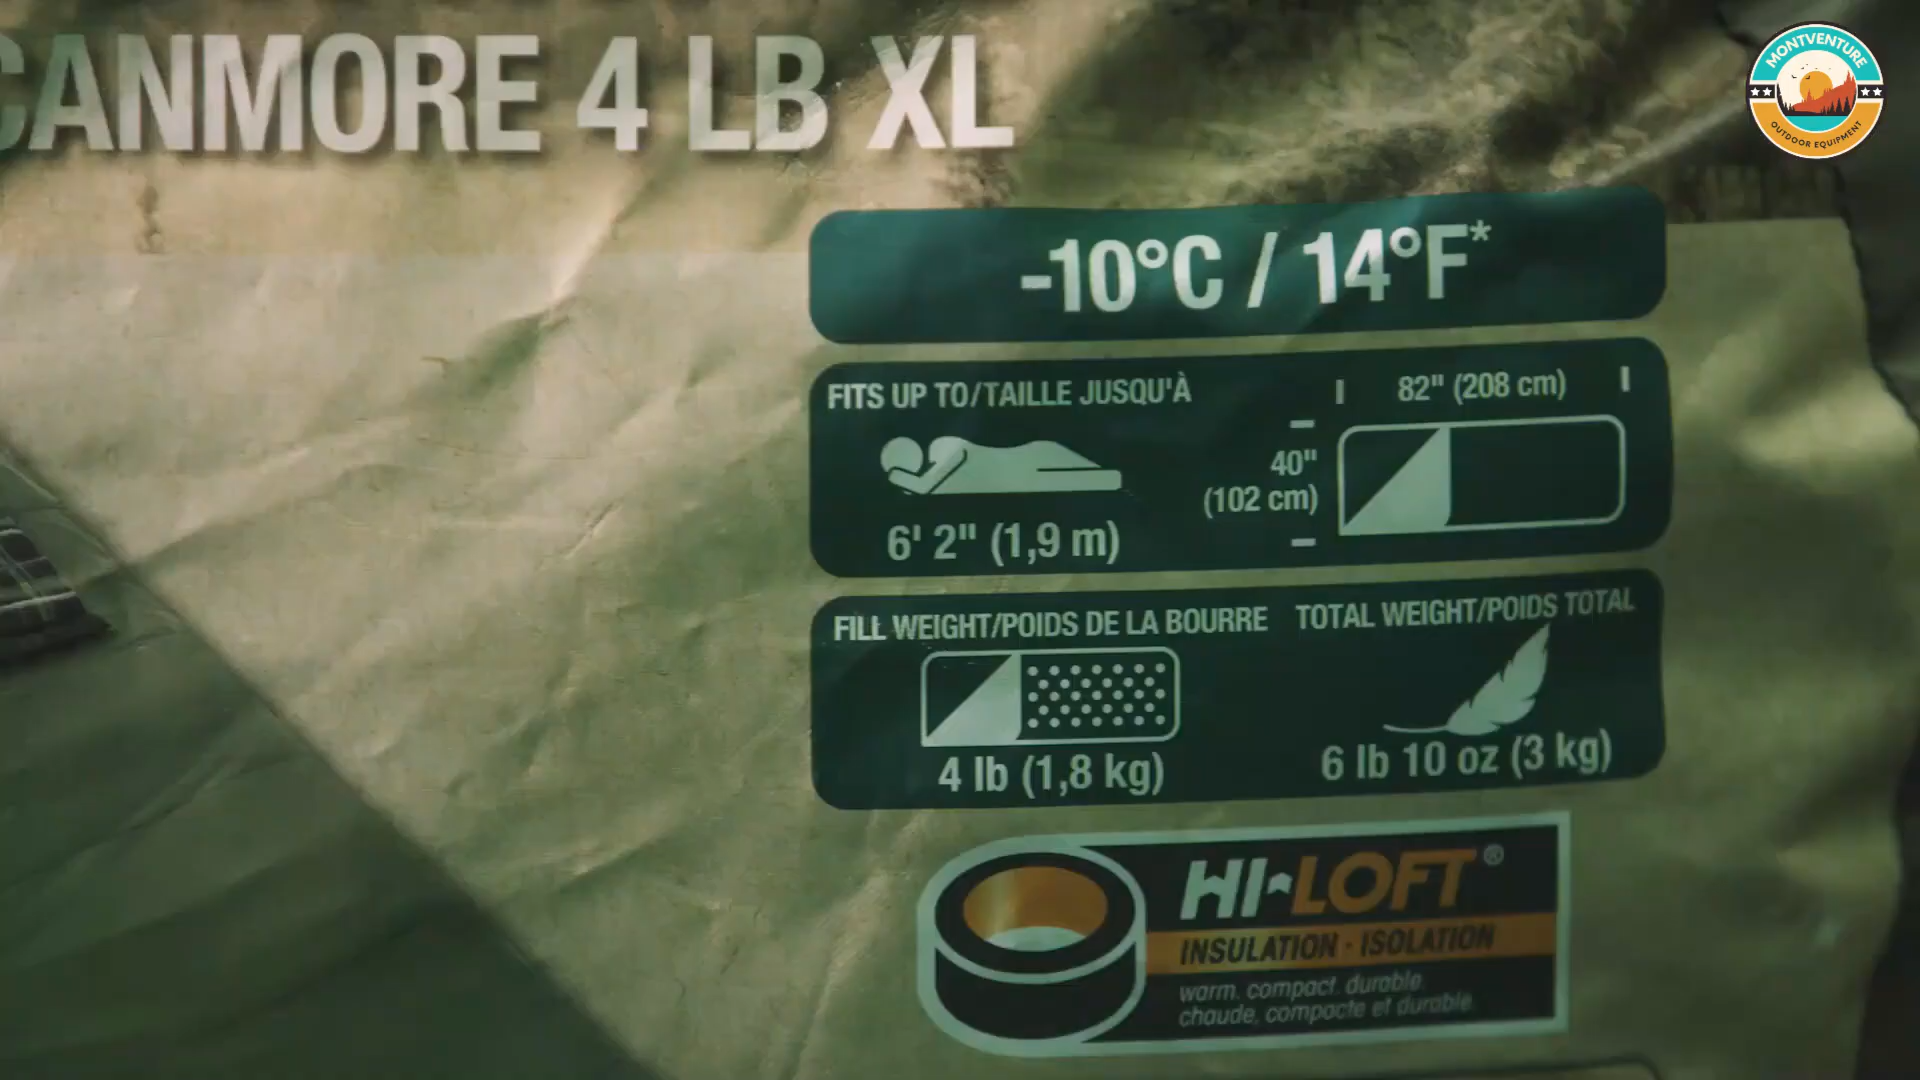 CANMORE 4 LB XL
MONTVENTURE
OUTDOOR EQUIPMENT
-10°C / 14°F*
FITS UP TO/TAILLE JUSQU'À
6' 2" (1,9 m)
82" (208 cm)
40"
(102 cm)
FILL WEIGHT/POIDS DE LA BOURRE
4 lb (1,8 kg)
TOTAL WEIGHT/POIDS TOTAL
6 lb 10 oz (3 kg)
HI-LOFT®
INSULATION · ISOLATION
warm. compact. durable.
chaude, compacte et durable.